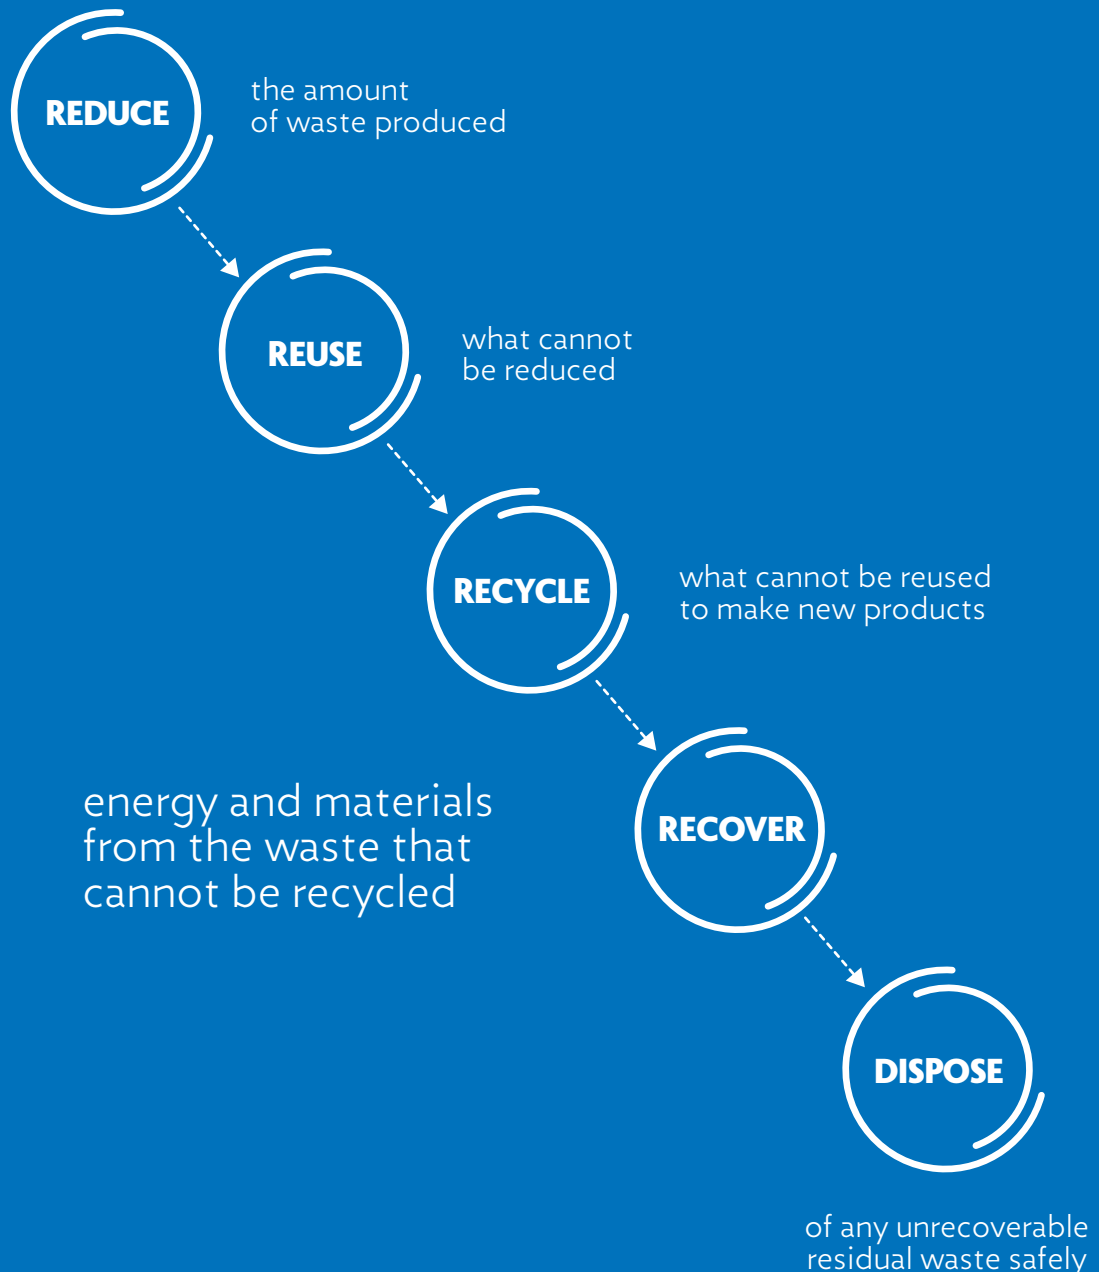 REDUCE
the amount
of waste produced
REUSE
what cannot
be reduced
RECYCLE
what cannot be reused
to make new products
RECOVER
energy and materials
from the waste that
cannot be recycled
DISPOSE
of any unrecoverable
residual waste safely